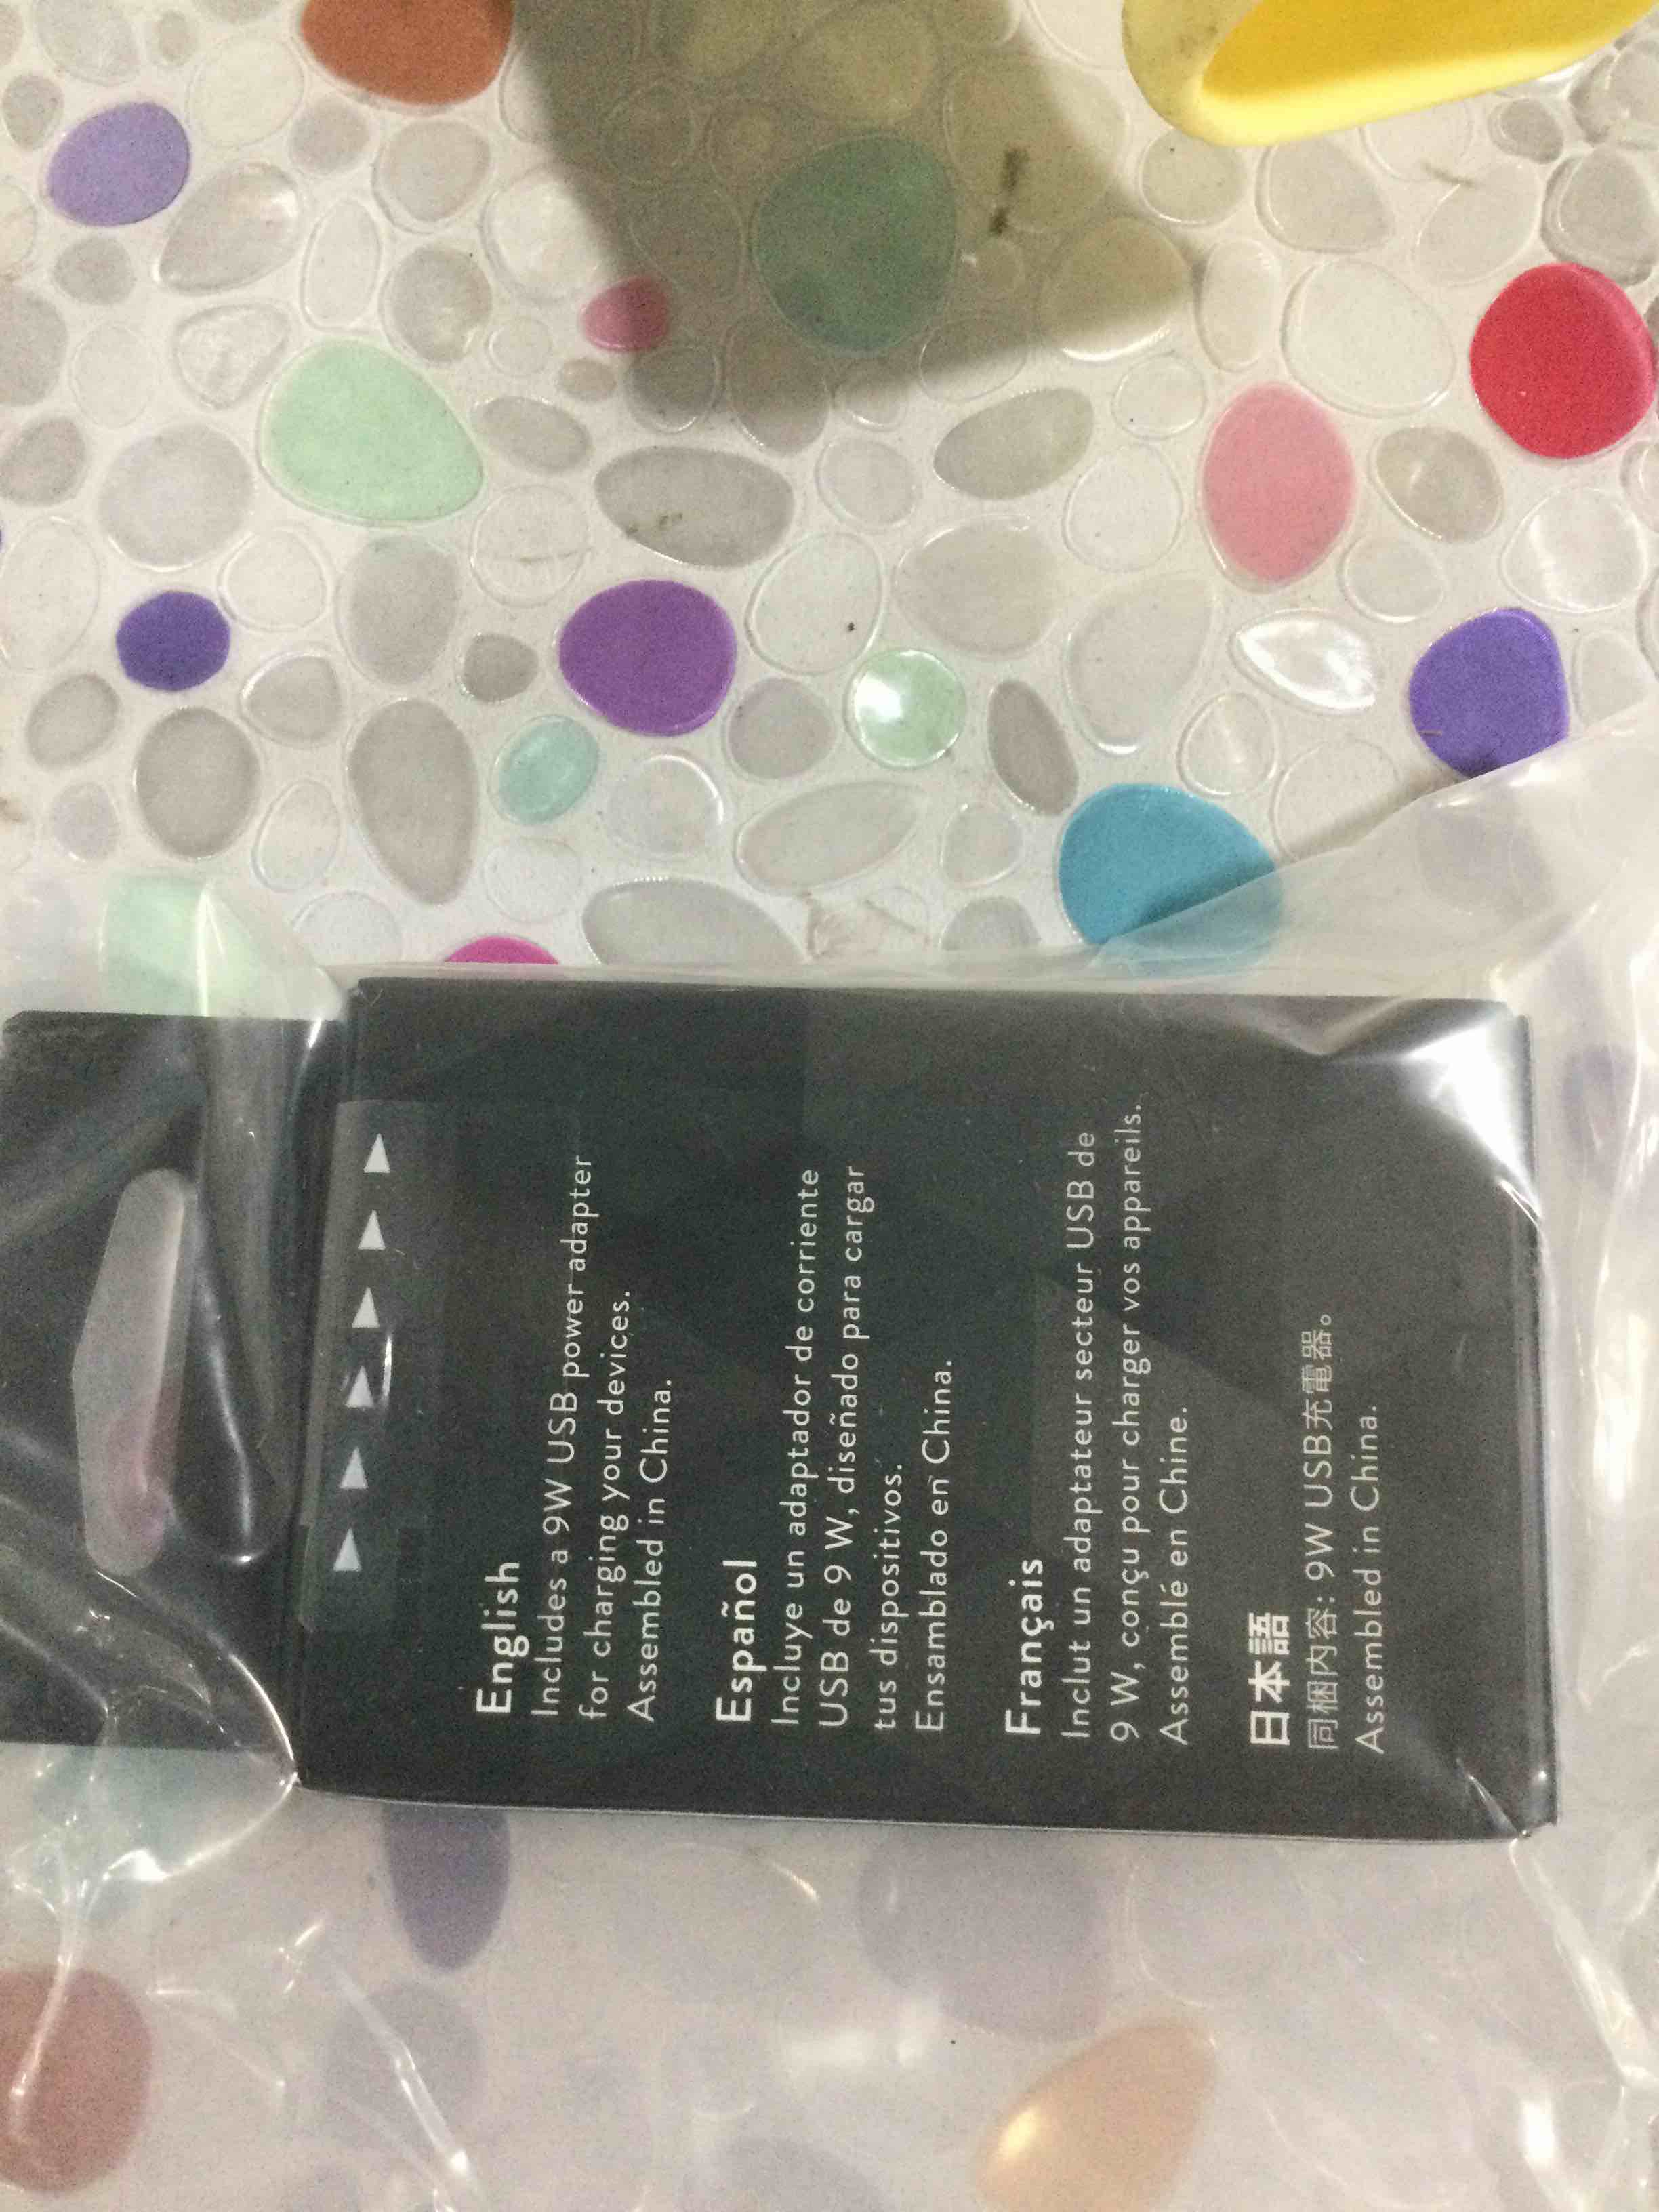 English
Includes a 9W USB power adapter
for charging your devices.
Assembled in China.
Español
Incluye un adaptador de corriente
USB de 9 W, diseñado para cargar
tus dispositivos.
Ensamblado en China.
Français
Inclut un adaptateur secteur USB de
9 W, conçu pour charger vos appareils.
Assemblé en Chine.
日本語
同梱内容: 9W USB充電器。
Assembled in China.